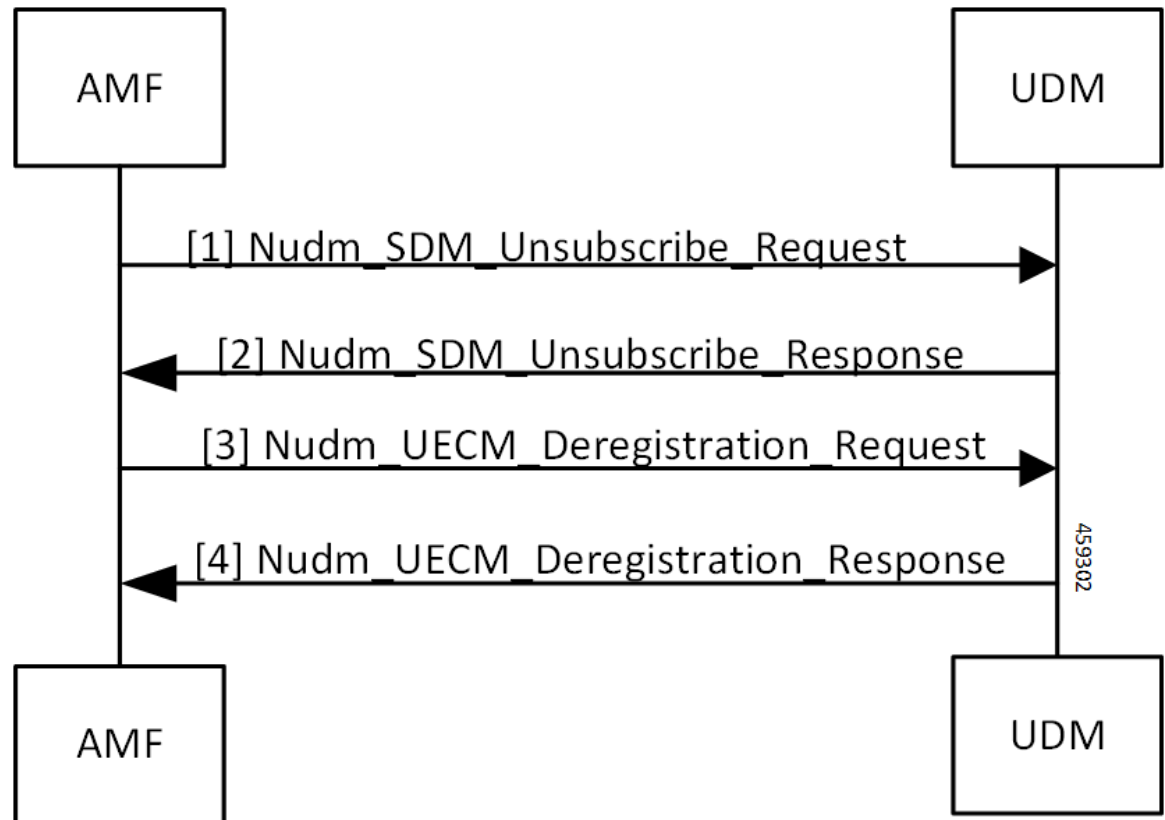 AMF
UDM
[1] Nudm_SDM_Unsubscribe_Request
[2] Nudm_SDM_Unsubscribe_Response
[3] Nudm_UECM_Deregistration_Request
[4] Nudm_UECM_Deregistration_Response
459302
AMF
UDM